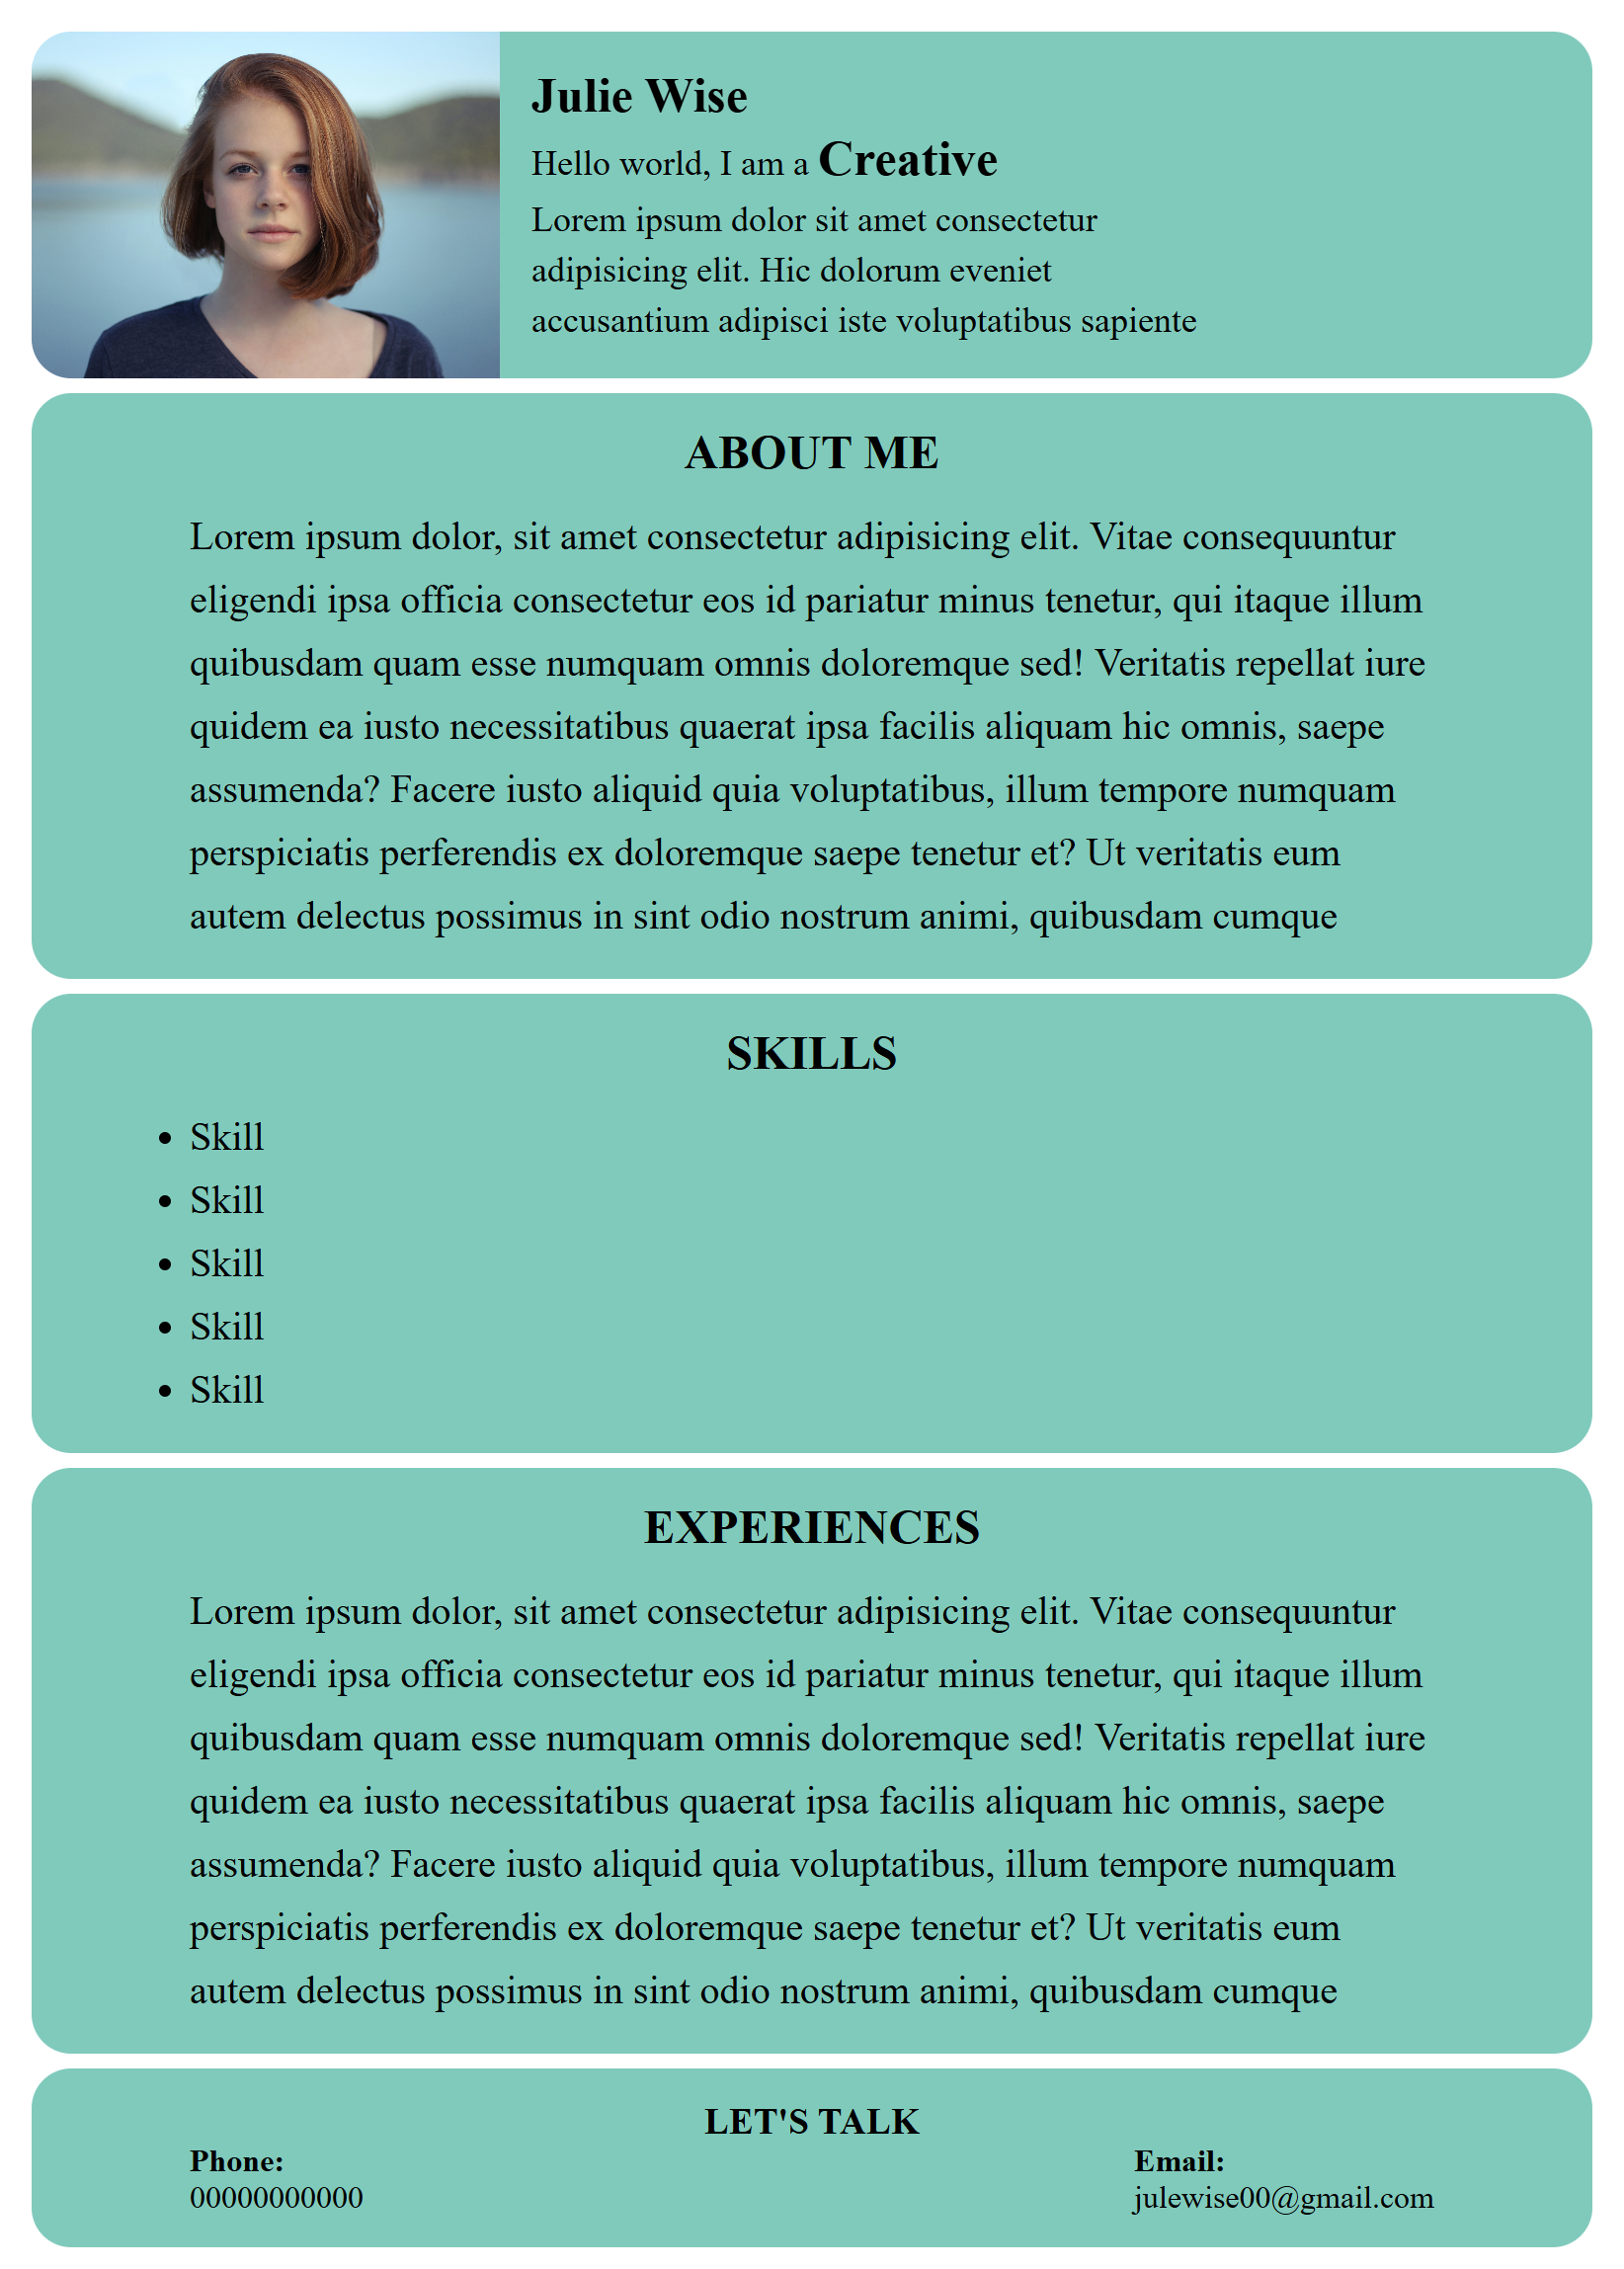 Julie Wise
Hello world, I am a Creative
Lorem ipsum dolor sit amet consectetur
adipisicing elit. Hic dolorum eveniet
accusantium adipisci iste voluptatibus sapiente
ABOUT ME
Lorem ipsum dolor, sit amet consectetur adipisicing elit. Vitae consequuntur
eligendi ipsa officia consectetur eos id pariatur minus tenetur, qui itaque illum
quibusdam quam esse numquam omnis doloremque sed! Veritatis repellat iure
quidem ea iusto necessitatibus quaerat ipsa facilis aliquam hic omnis, saepe
assumenda? Facere iusto aliquid quia voluptatibus, illum tempore numquam
perspiciatis perferendis ex doloremque saepe tenetur et? Ut veritatis eum
autem delectus possimus in sint odio nostrum animi, quibusdam cumque
SKILLS
• Skill
• Skill
• Skill
• Skill
• Skill
EXPERIENCES
Lorem ipsum dolor, sit amet consectetur adipisicing elit. Vitae consequuntur
eligendi ipsa officia consectetur eos id pariatur minus tenetur, qui itaque illum
quibusdam quam esse numquam omnis doloremque sed! Veritatis repellat iure
quidem ea iusto necessitatibus quaerat ipsa facilis aliquam hic omnis, saepe
assumenda? Facere iusto aliquid quia voluptatibus, illum tempore numquam
perspiciatis perferendis ex doloremque saepe tenetur et? Ut veritatis eum
autem delectus possimus in sint odio nostrum animi, quibusdam cumque
LET'S TALK
Phone:
00000000000
Email:
julewise00@gmail.com